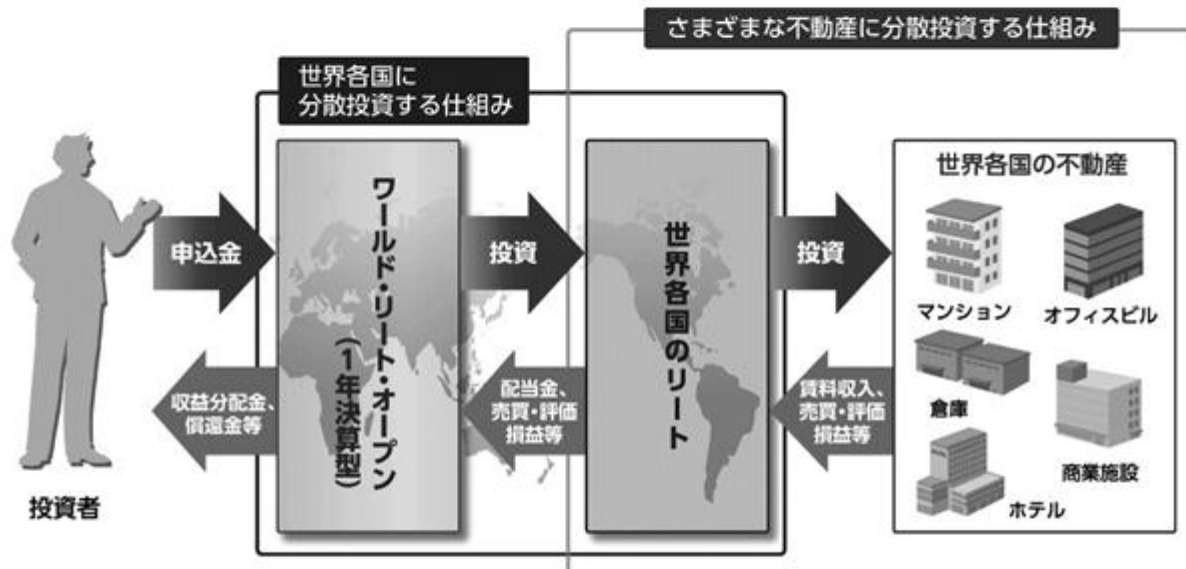 さまざまな不動産に分散投資する仕組み
世界各国に
分散投資する仕組み
申込金
収益分配金、
償還金等
投資者
ワールド・リート・オープン
(1年決算型)
投資
配当金、
売買・評価
損益等
世界各国のリート
投資
賃料収入、
売買・評価
損益等
世界各国の不動産
マンション
オフィスビル
倉庫
商業施設
ホテル